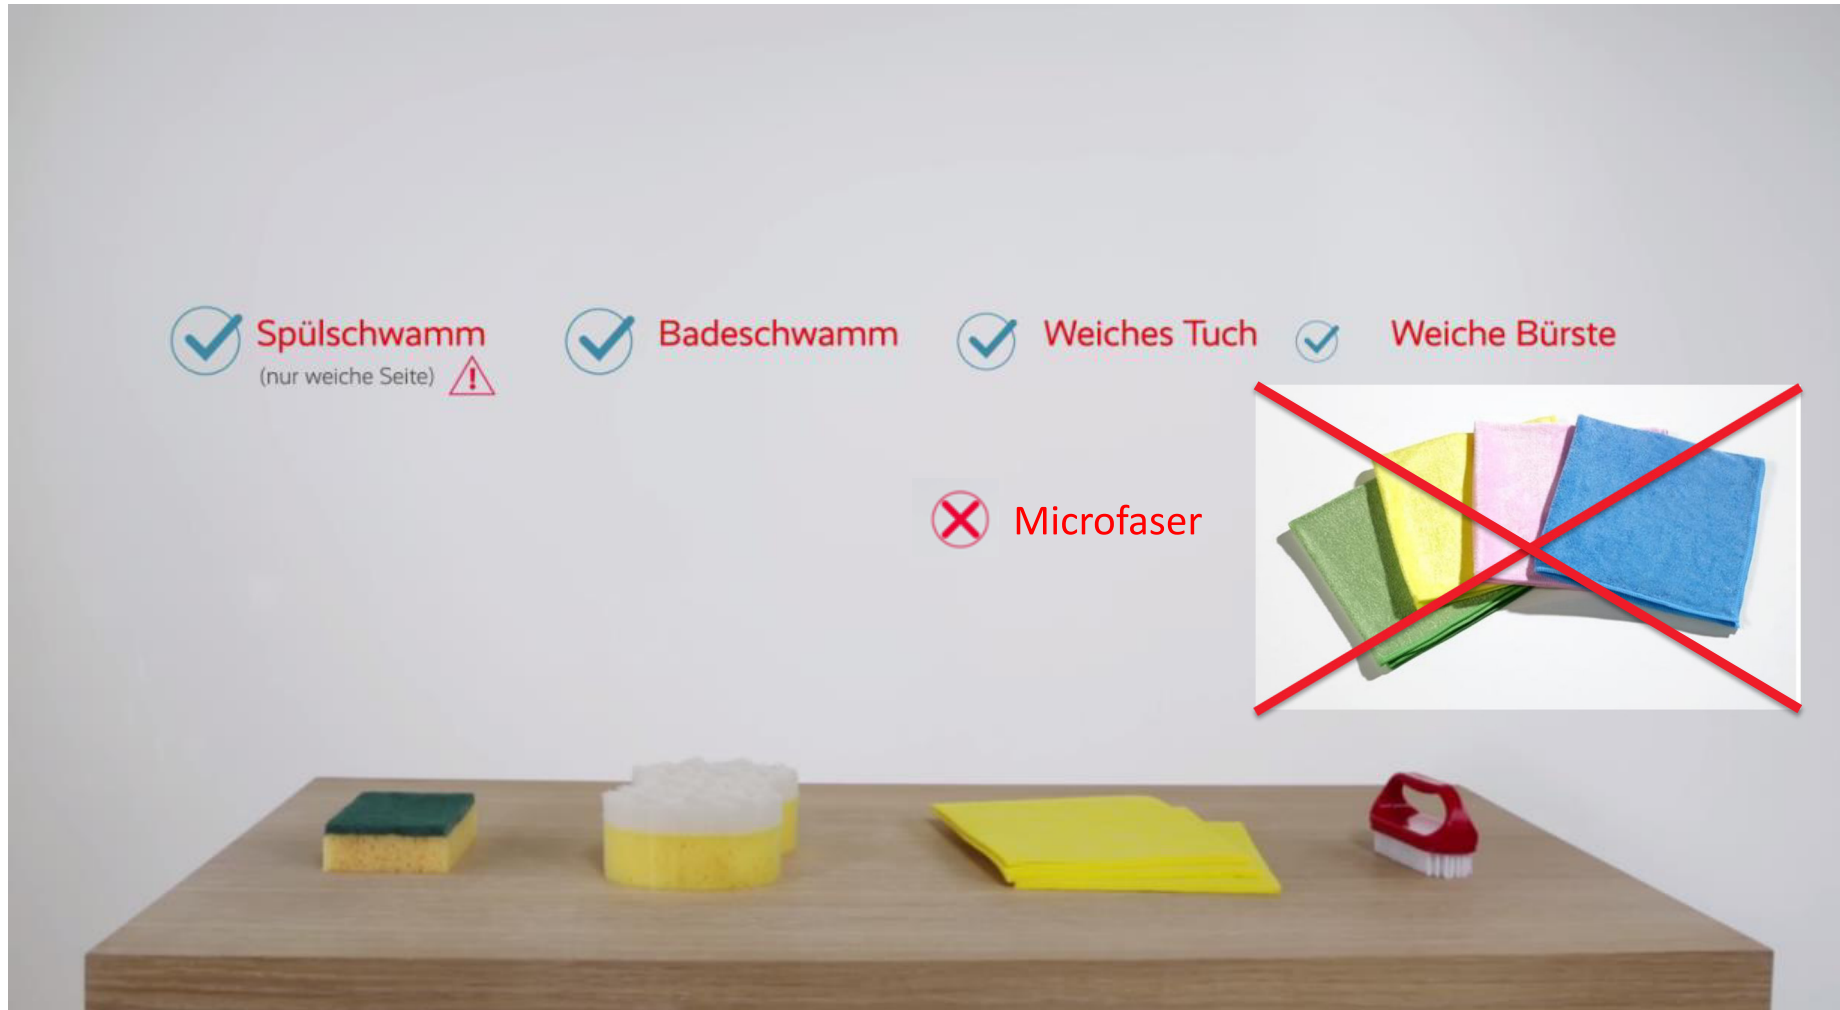 Spülschwamm
(nur weiche Seite)
Badeschwamm
Weiches Tuch
Weiche Bürste
Microfaser